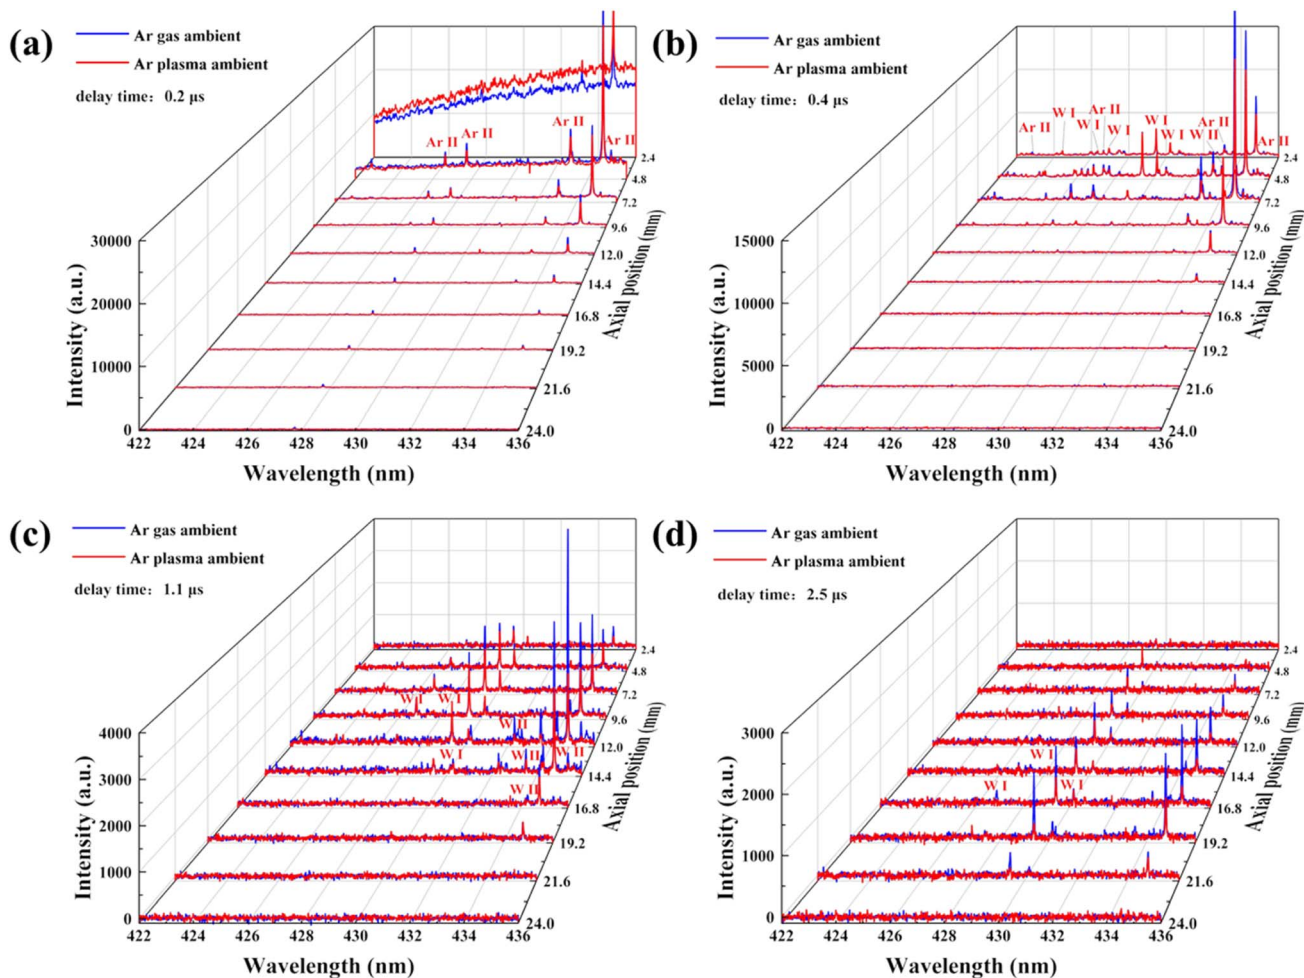 (a)
Ar gas ambient
Ar plasma ambient
delay time: 0.2 μs
Ar II Ar II Ar II Ar II
Intensity (a.u.)
30000
20000
10000
0
422 424 426 428 430 432 434 436
Wavelength (nm)
2.4
4.8
7.2
9.6
12.0
14.4
16.8
19.2
21.6
24.0
Axial position (mm)
(b)
Ar gas ambient
Ar plasma ambient
delay time: 0.4 μs
Ar II W I W I Ar II W I W I W I W II Ar II Ar II
Intensity (a.u.)
15000
10000
5000
0
422 424 426 428 430 432 434 436
Wavelength (nm)
2.4
4.8
7.2
9.6
12.0
14.4
16.8
19.2
21.6
24.0
Axial position (mm)
(c)
Ar gas ambient
Ar plasma ambient
delay time: 1.1 μs
W I W I W II
W I W II W II
W II
Intensity (a.u.)
4000
3000
2000
1000
0
422 424 426 428 430 432 434 436
Wavelength (nm)
2.4
4.8
7.2
9.6
12.0
14.4
16.8
19.2
21.6
24.0
Axial position (mm)
(d)
Ar gas ambient
Ar plasma ambient
delay time: 2.5 μs
W I
W I W I
Intensity (a.u.)
3000
2000
1000
0
422 424 426 428 430 432 434 436
Wavelength (nm)
2.4
4.8
7.2
9.6
12.0
14.4
16.8
19.2
21.6
24.0
Axial position (mm)